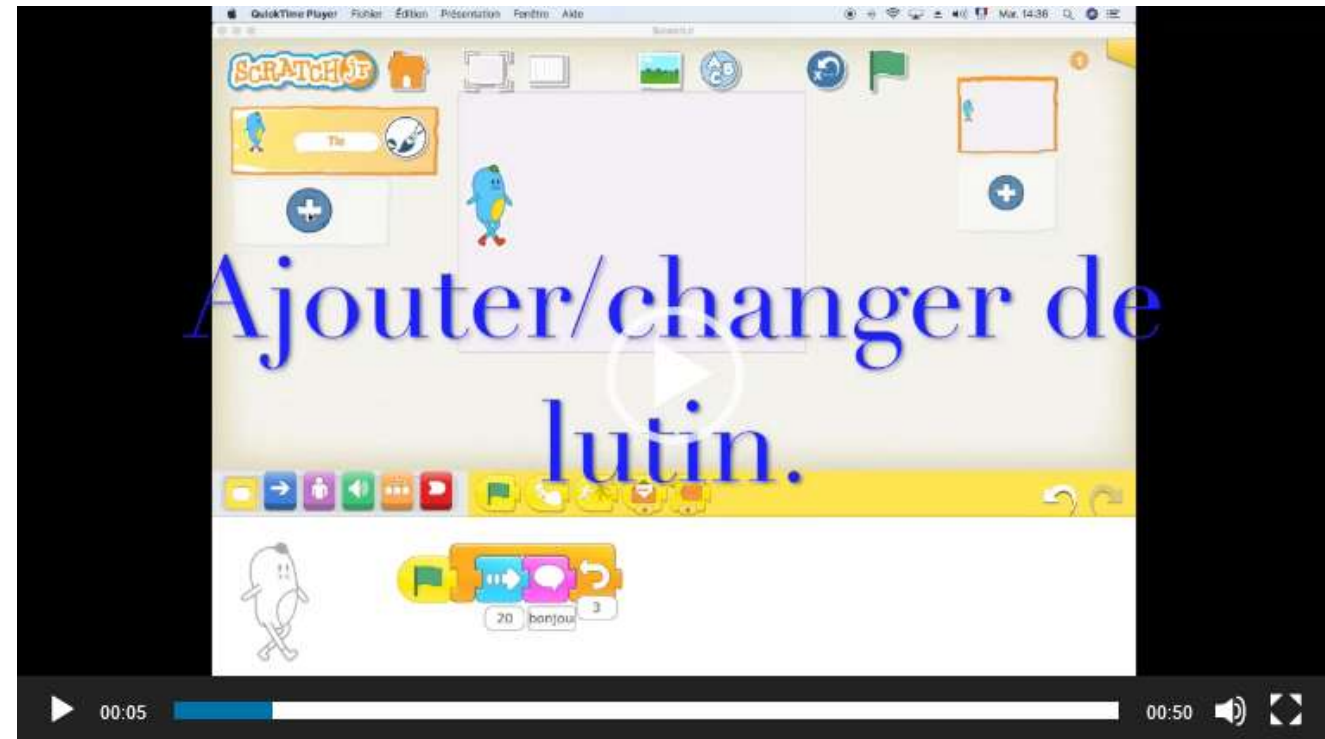 QuickTime Player Fichier Édition Présentation Fenêtre Aide Mar. 14:36
SCRATCH Jr
Tic
Ajouter/changer de
lutin.
20 bonjou 3
00:05 00:50